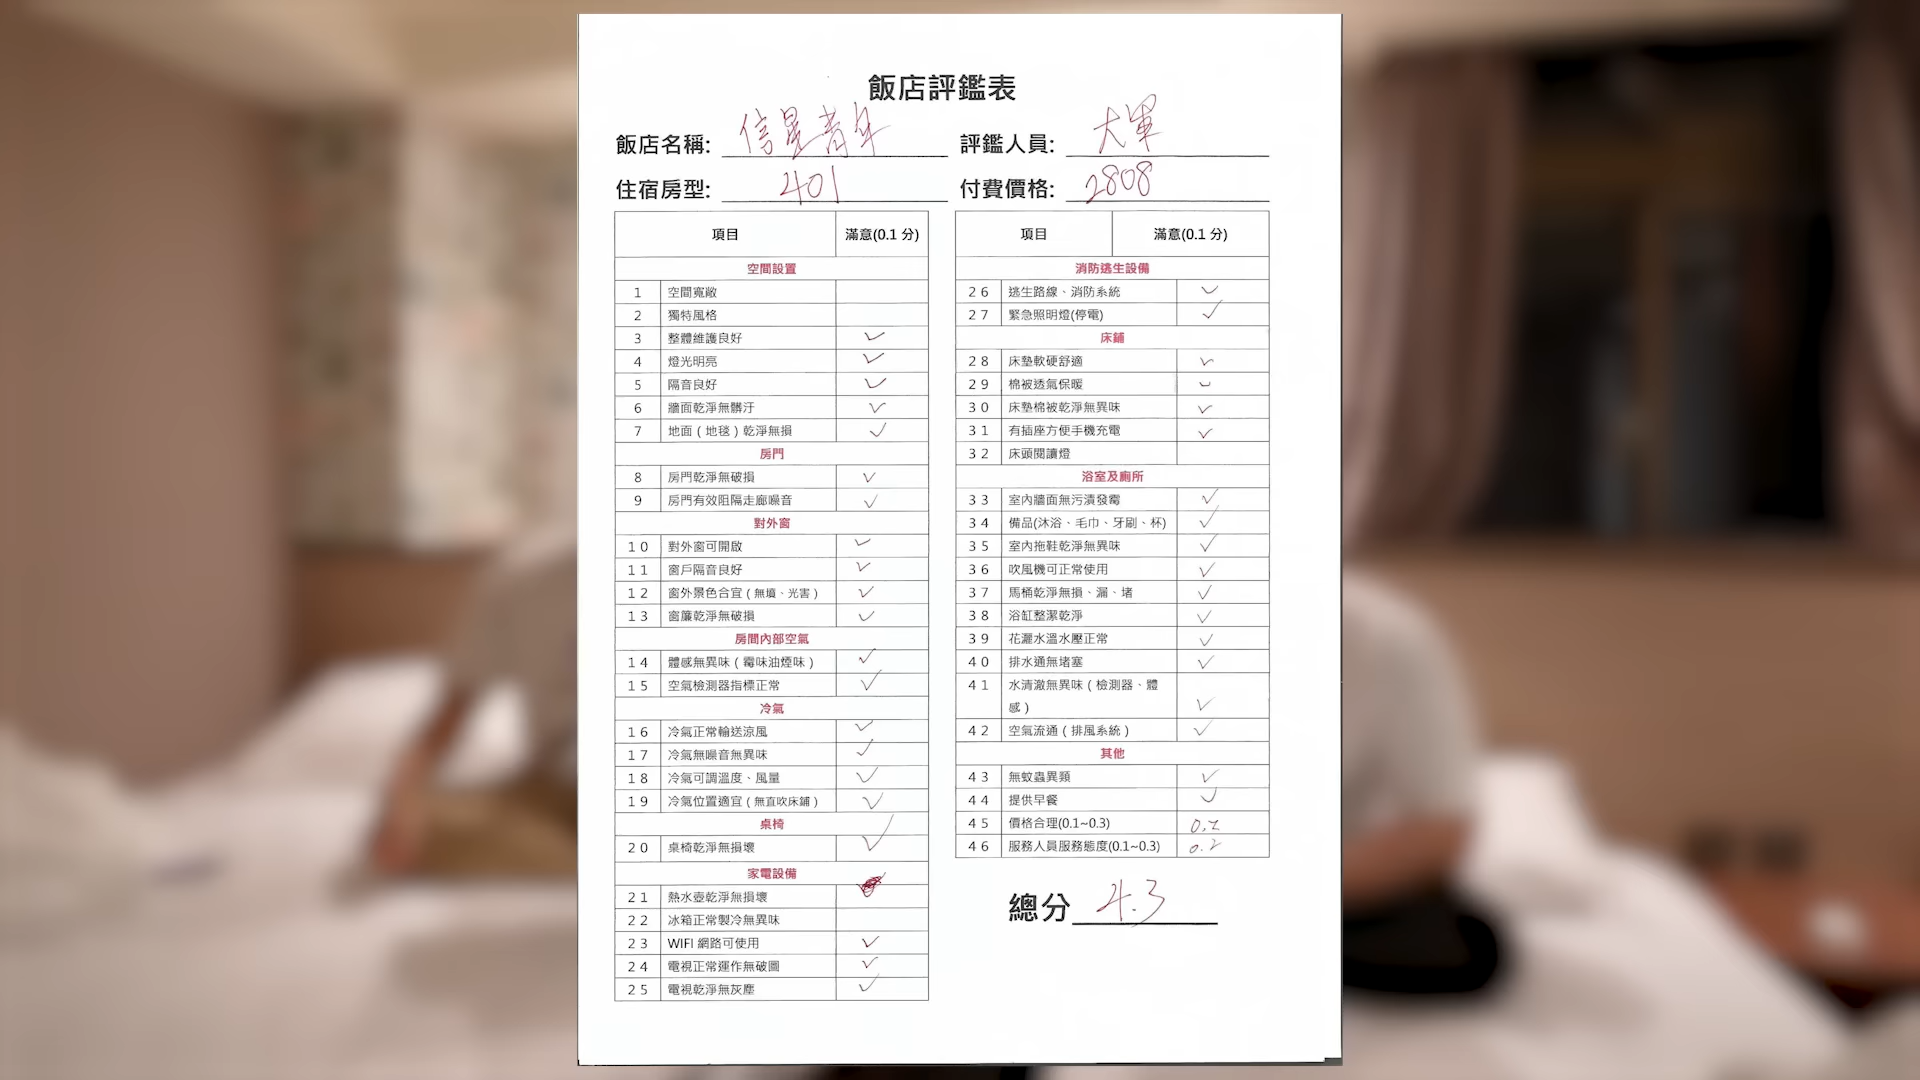 飯店評鑑表
飯店名稱: 信星青年 評鑑人員: 大軍
住宿房型: 401 付費價格: 2808
項目 滿意(0.1 分)
空間設置
1 空間寬敞
2 獨特風格
3 整體維護良好 ✓
4 燈光明亮 ✓
5 隔音良好 ✓
6 牆面乾淨無髒汙 ✓
7 地面(地毯)乾淨無損 ✓
房門
8 房門乾淨無破損 ✓
9 房門有效阻隔走廊噪音 ✓
對外窗
10 對外窗可開啟 ✓
11 窗戶隔音良好 ✓
12 窗外景色合宜(無墳、光害) ✓
13 窗簾乾淨無破損 ✓
房間內部空氣
14 體感無異味(霉味油煙味) ✓
15 空氣檢測器指標正常 ✓
冷氣
16 冷氣正常輸送涼風 ✓
17 冷氣無噪音無異味 ✓
18 冷氣可調溫度、風量 ✓
19 冷氣位置適宜(無直吹床鋪) ✓
桌椅
20 桌椅乾淨無損壞 ✓
家電設備
21 熱水壺乾淨無損壞
22 冰箱正常製冷無異味
23 WIFI 網路可使用 ✓
24 電視正常運作無破圖 ✓
25 電視乾淨無灰塵 ✓
項目 滿意(0.1 分)
消防逃生設備
26 逃生路線、消防系統 ✓
27 緊急照明燈(停電) ✓
床鋪
28 床墊軟硬舒適 ✓
29 棉被透氣保暖 ✓
30 床墊棉被乾淨無異味 ✓
31 有插座方便手機充電 ✓
32 床頭閱讀燈
浴室及廁所
33 室內牆面無污漬發霉 ✓
34 備品(沐浴、毛巾、牙刷、杯) ✓
35 室內拖鞋乾淨無異味 ✓
36 吹風機可正常使用 ✓
37 馬桶乾淨無損、漏、堵 ✓
38 浴缸整潔乾淨 ✓
39 花灑水溫水壓正常 ✓
40 排水通無堵塞 ✓
41 水清澈無異味(檢測器、體
感) ✓
42 空氣流通(排風系統) ✓
其他
43 無蚊蟲異類 ✓
44 提供早餐 ✓
45 價格合理(0.1~0.3) 0.2
46 服務人員服務態度(0.1~0.3) 0.2
總分 4.3